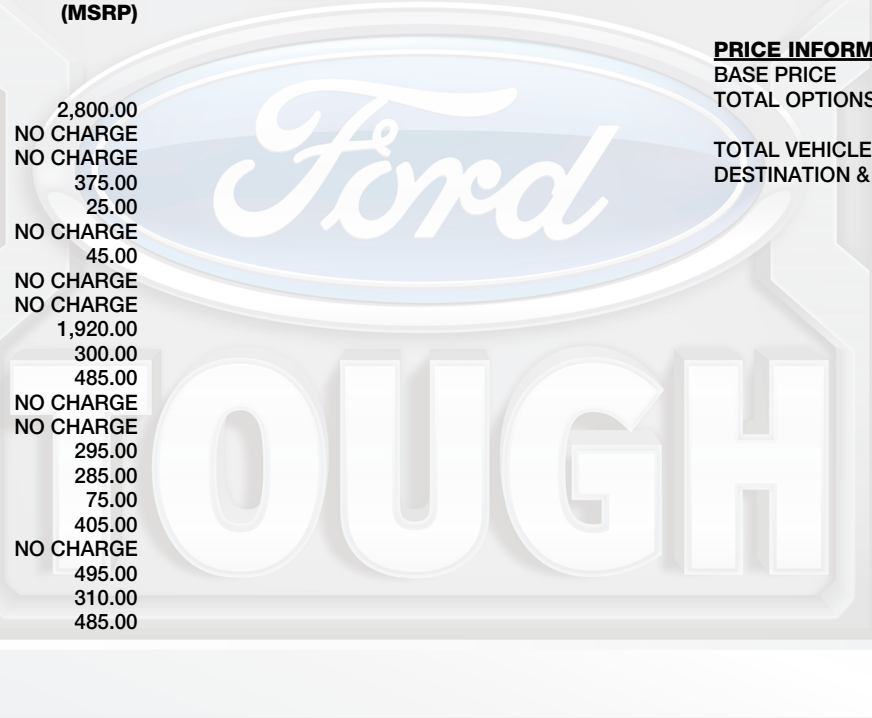 (MSRP)
2,800.00
NO CHARGE
NO CHARGE
375.00
25.00
NO CHARGE
45.00
NO CHARGE
NO CHARGE
1,920.00
300.00
485.00
NO CHARGE
NO CHARGE
295.00
285.00
75.00
405.00
NO CHARGE
495.00
310.00
485.00
PRICE INFORM
BASE PRICE
TOTAL OPTIONS
TOTAL VEHICLE
DESTINATION &
Ford
TOUGH